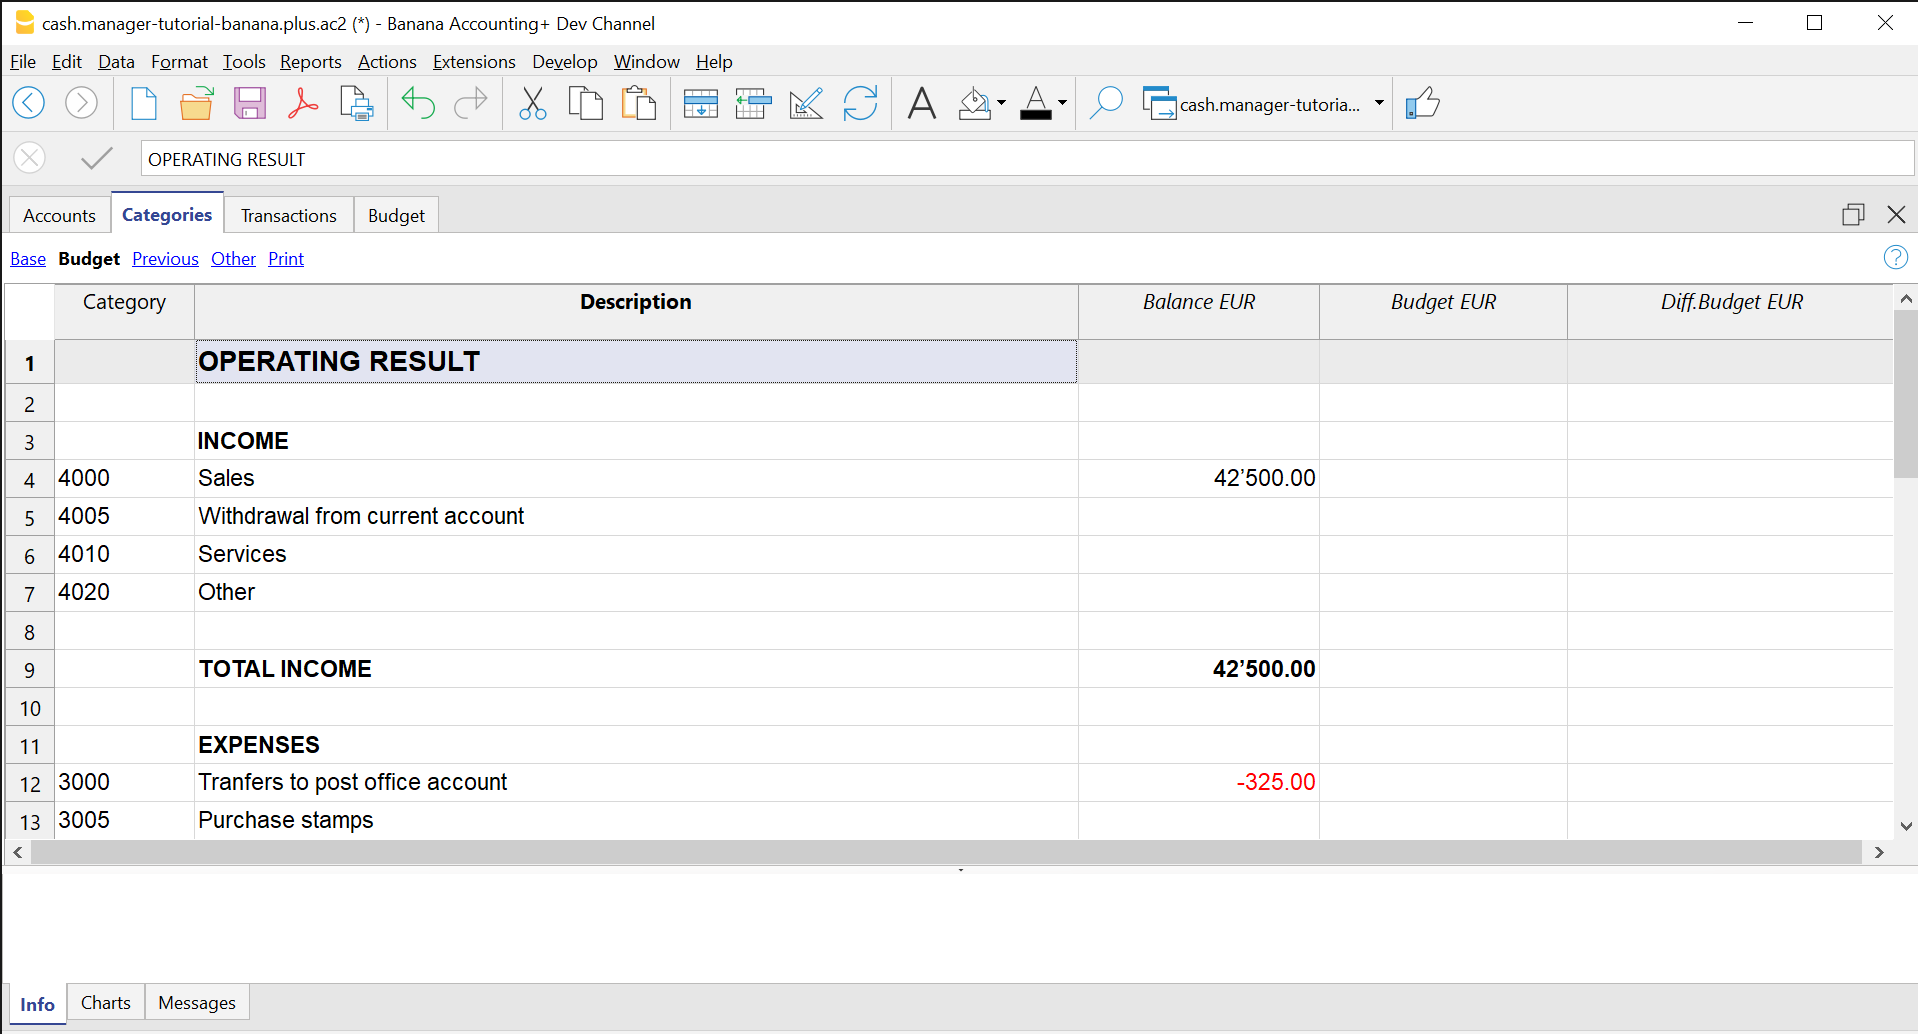 cash.manager-tutorial-banana.plus.ac2 (*) - Banana Accounting+ Dev Channel
File Edit Data Format Tools Reports Actions Extensions Develop Window Help
cash.manager-tutoria...
OPERATING RESULT
Accounts Categories Transactions Budget
Base Budget Previous Other Print
Category Description Balance EUR Budget EUR Diff.Budget EUR
1 OPERATING RESULT
2
3 INCOME
4 4000 Sales 42’500.00
5 4005 Withdrawal from current account
6 4010 Services
7 4020 Other
8
9 TOTAL INCOME 42’500.00
10
11 EXPENSES
12 3000 Tranfers to post office account -325.00
13 3005 Purchase stamps
Info Charts Messages